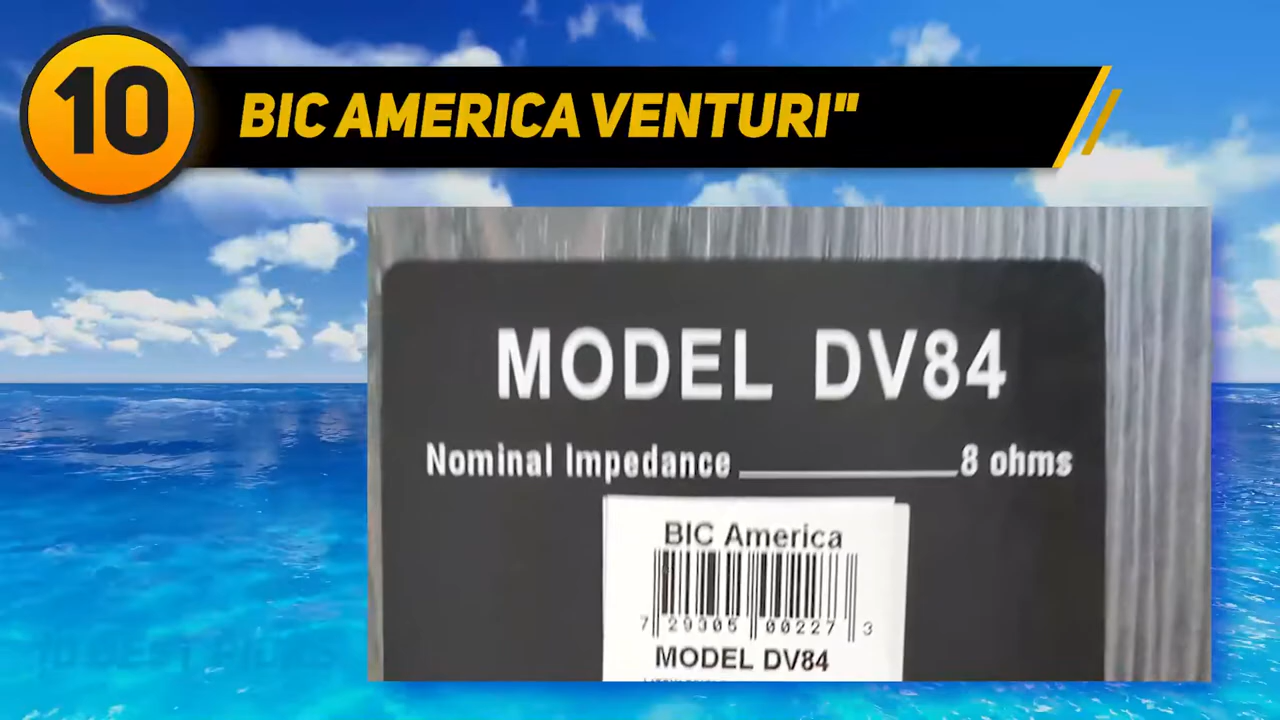 10
BIC AMERICA VENTURI"
MODEL DV84
Nominal Impedance 8 ohms
BIC America
7 29305 00227 3
MODEL DV84